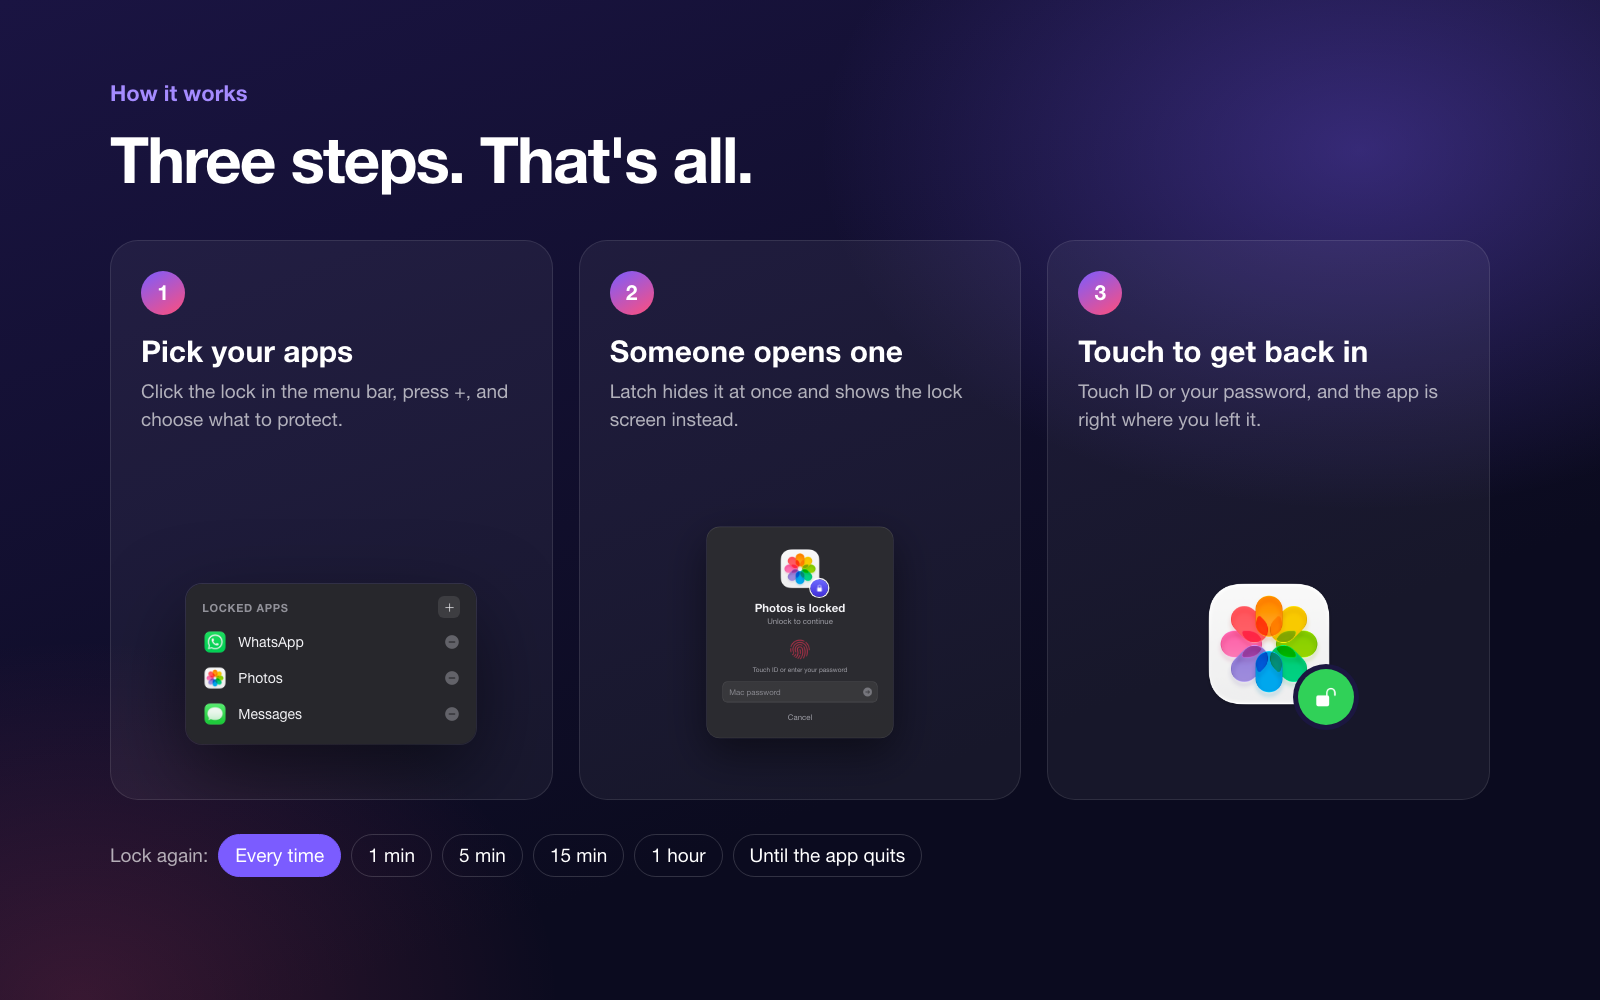 How it works
Three steps. That's all.
1
Pick your apps
Click the lock in the menu bar, press +, and
choose what to protect.
LOCKED APPS
+
WhatsApp
Photos
Messages
2
Someone opens one
Latch hides it at once and shows the lock
screen instead.
Photos is locked
Unlock to continue
Touch ID or enter your password
Mac password
Cancel
3
Touch to get back in
Touch ID or your password, and the app is
right where you left it.
Lock again: Every time 1 min 5 min 15 min 1 hour Until the app quits